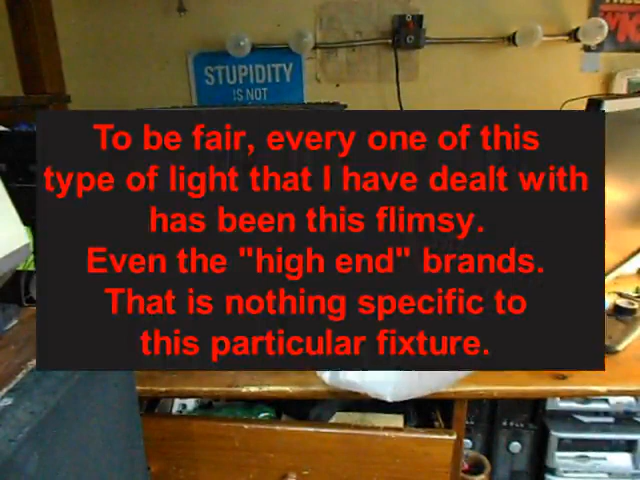 STUPIDITY
IS NOT
To be fair, every one of this
type of light that I have dealt with
has been this flimsy.
Even the "high end" brands.
That is nothing specific to
this particular fixture.